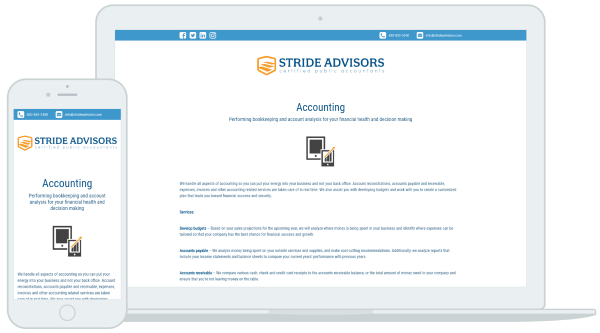 STRIDE ADVISORS
certified public accountants
Accounting
Performing bookkeeping and account analysis for your financial health and decision making
We handle all aspects of accounting so you can put your energy into your business and not your back office. Account reconciliations, accounts payable and receivable,
expenses, invoices and other accounting related services are taken care of in real time. We also assist you with developing budgets and work with you to create a customized
plan that leads you toward financial success and security.
Services:
Develop budgets – Based on your sales projections for the upcoming year, we will analyze where money is being spent in your business and identify where expenses can be
tailored so that your company has the best chance for financial success and growth
Accounts payable – We analyze money being spent on your outside services and supplies, and make cost-cutting recommendations. Additionally, we analyze reports that
include your income statements and balance sheets to compare your current years' performance with previous years.
Accounts receivable – We compare various cash, check and credit card receipts to the accounts receivable balance, or the total amount of money owed to your company and
ensure that you're not leaving money on the table.
STRIDE ADVISORS
certified public accountants
Accounting
Performing bookkeeping and account
analysis for your financial health and
decision making
We handle all aspects of accounting so you can put your
energy into your business and not your back office. Account
reconciliations, accounts payable and receivable, expenses,
invoices and other accounting related services are taken